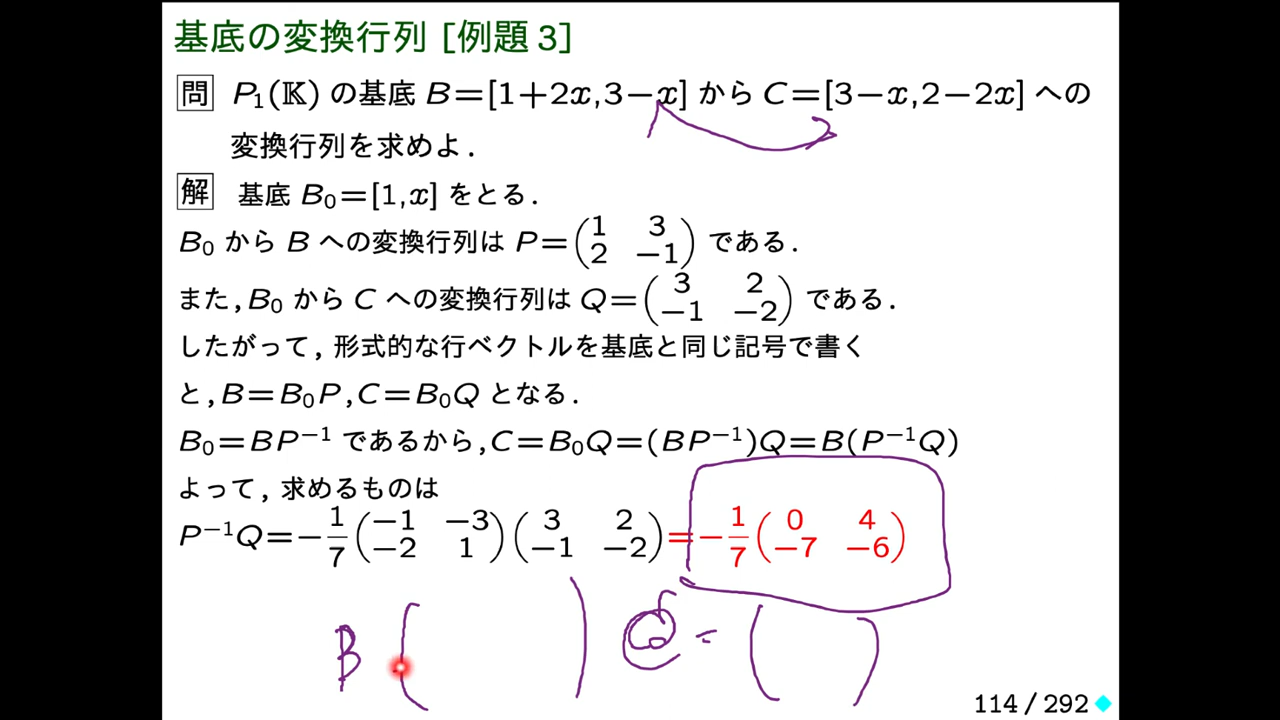 基底の変換行列 [例題3]
問 P₁(𝕂) の基底 B=[1+2x,3−x] から C=[3−x,2−2x] への
変換行列を求めよ.
解 基底 B₀=[1,x] をとる.
B₀ から B への変換行列は P=(1 3; 2 −1) である.
また,B₀ から C への変換行列は Q=(3 2; −1 −2) である.
したがって, 形式的な行ベクトルを基底と同じ記号で書く
と,B=B₀P,C=B₀Q となる.
B₀=BP⁻¹ であるから,C=B₀Q=(BP⁻¹)Q=B(P⁻¹Q)
よって, 求めるものは
P⁻¹Q=−1/7(−1 −3; −2 1)(3 2; −1 −2)=−1/7(0 4; −7 −6)
B ( ) = ( )
114 / 292